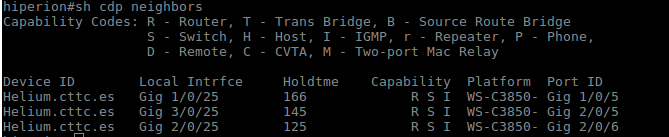 hiperion#sh cdp neighbors
Capability Codes: R - Router, T - Trans Bridge, B - Source Route Bridge
S - Switch, H - Host, I - IGMP, r - Repeater, P - Phone,
D - Remote, C - CVTA, M - Two-port Mac Relay
Device ID Local Intrfce Holdtme Capability Platform Port ID
Helium.cttc.es Gig 1/0/25 166 R S I WS-C3850- Gig 1/0/5
Helium.cttc.es Gig 3/0/25 145 R S I WS-C3850- Gig 2/0/5
Helium.cttc.es Gig 2/0/25 125 R S I WS-C3850- Gig 2/0/6